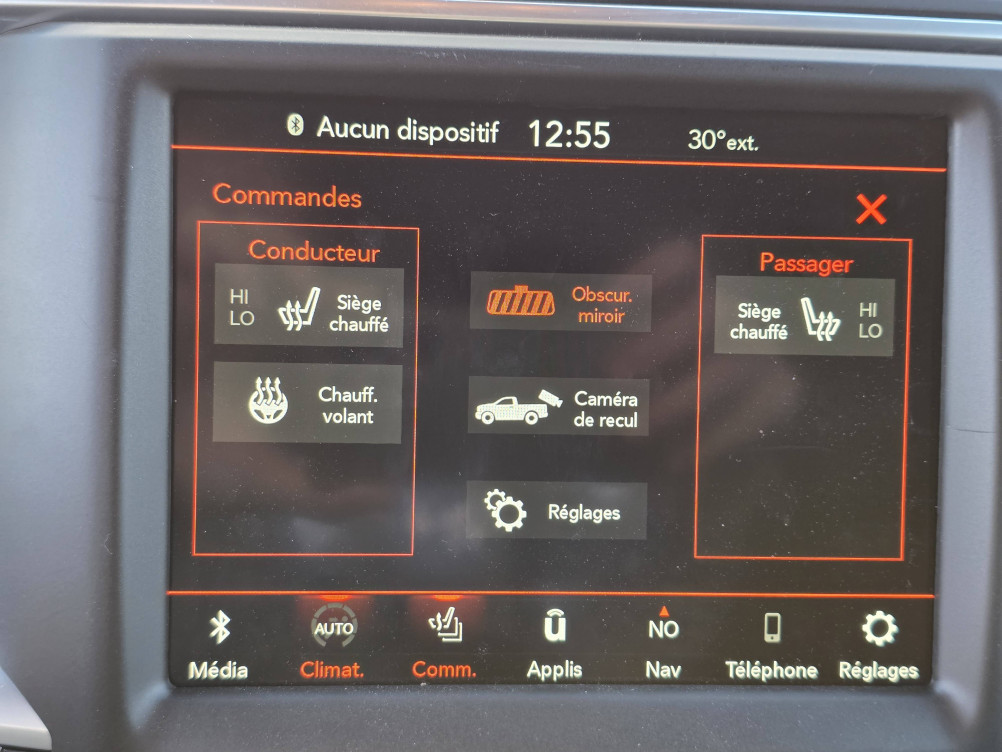 Aucun dispositif 12:55 30°ext.
Commandes
Conducteur
HI
LO
Siège
chauffé
Chauff.
volant
Obscur.
miroir
Caméra
de recul
Réglages
Passager
Siège
chauffé
HI
LO
AUTO
NO
Média Climat. Comm. Applis Nav Téléphone Réglages